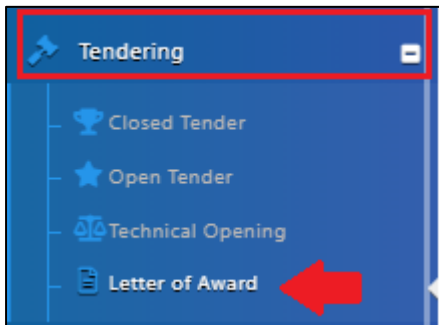 Tendering
Closed Tender
Open Tender
Technical Opening
Letter of Award